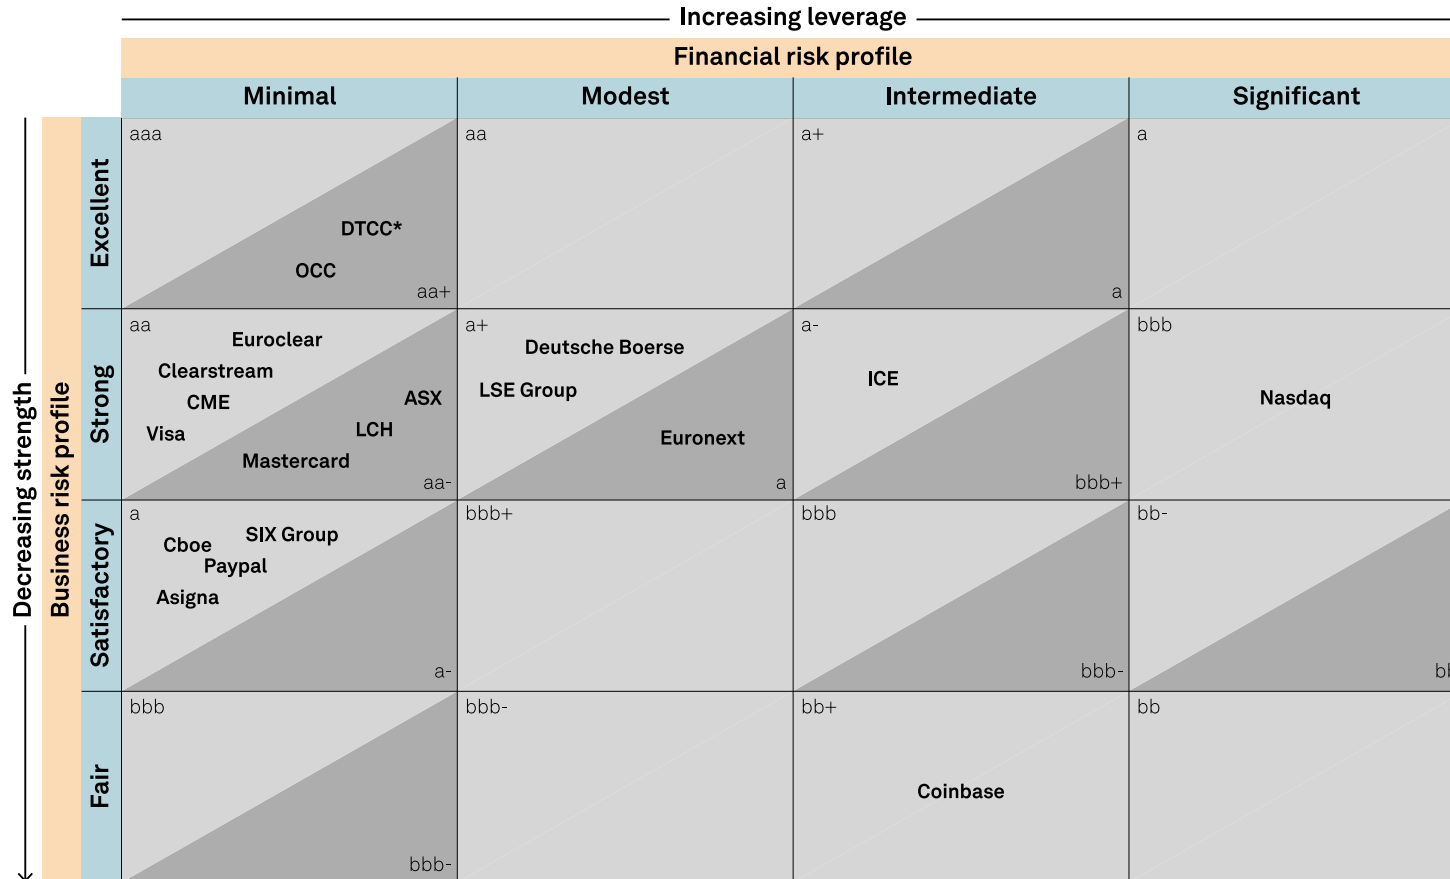 Increasing leverage
Financial risk profile
Minimal
Modest
Intermediate
Significant
Decreasing strength
Business risk profile
Excellent
aaa
DTCC*
OCC
aa+
aa
a+
a
a
Strong
aa
Euroclear
Clearstream
CME
Visa
ASX
LCH
Mastercard
aa-
a+
Deutsche Boerse
LSE Group
Euronext
a
a-
ICE
bbb+
bbb
Nasdaq
Satisfactory
a
SIX Group
Cboe
Paypal
Asigna
a-
bbb+
bbb
bbb-
bb-
Fair
bbb
bbb-
bbb-
bb+
Coinbase
bb